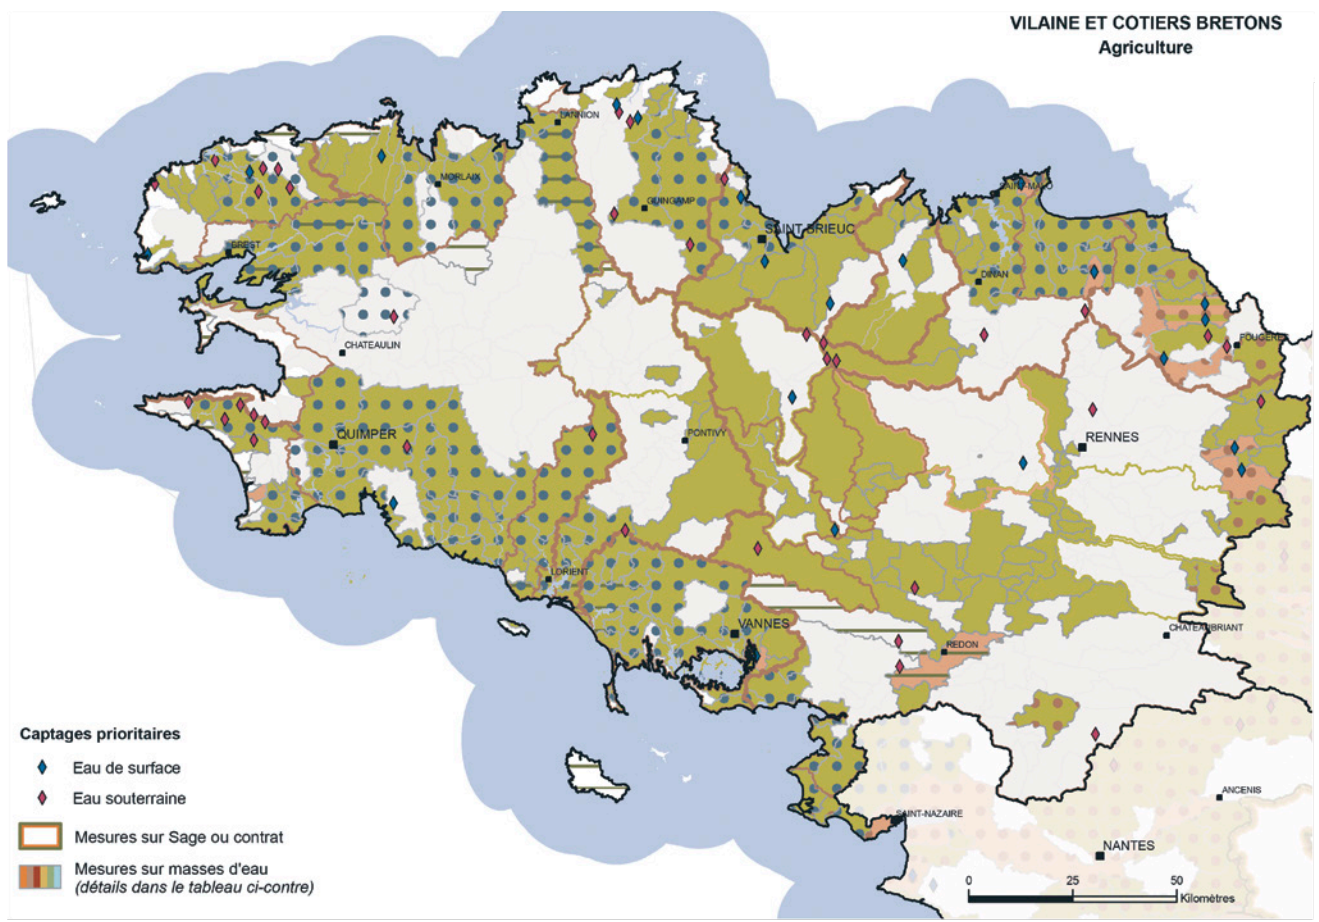 VILAINE ET COTIERS BRETONS
Agriculture
LANNION
MORLAIX
GUINGAMP
SAINT-MALO
SAINT-BRIEUC
BREST
DINAN
FOUGERES
CHATEAULIN
QUIMPER
PONTIVY
RENNES
LORIENT
VANNES
REDON
CHATEAUBRIANT
Captages prioritaires
Eau de surface
Eau souterraine
Mesures sur Sage ou contrat
Mesures sur masses d'eau
(détails dans le tableau ci-contre)
ANCENIS
SAINT-NAZAIRE
NANTES
0 25 50
Kilomètres